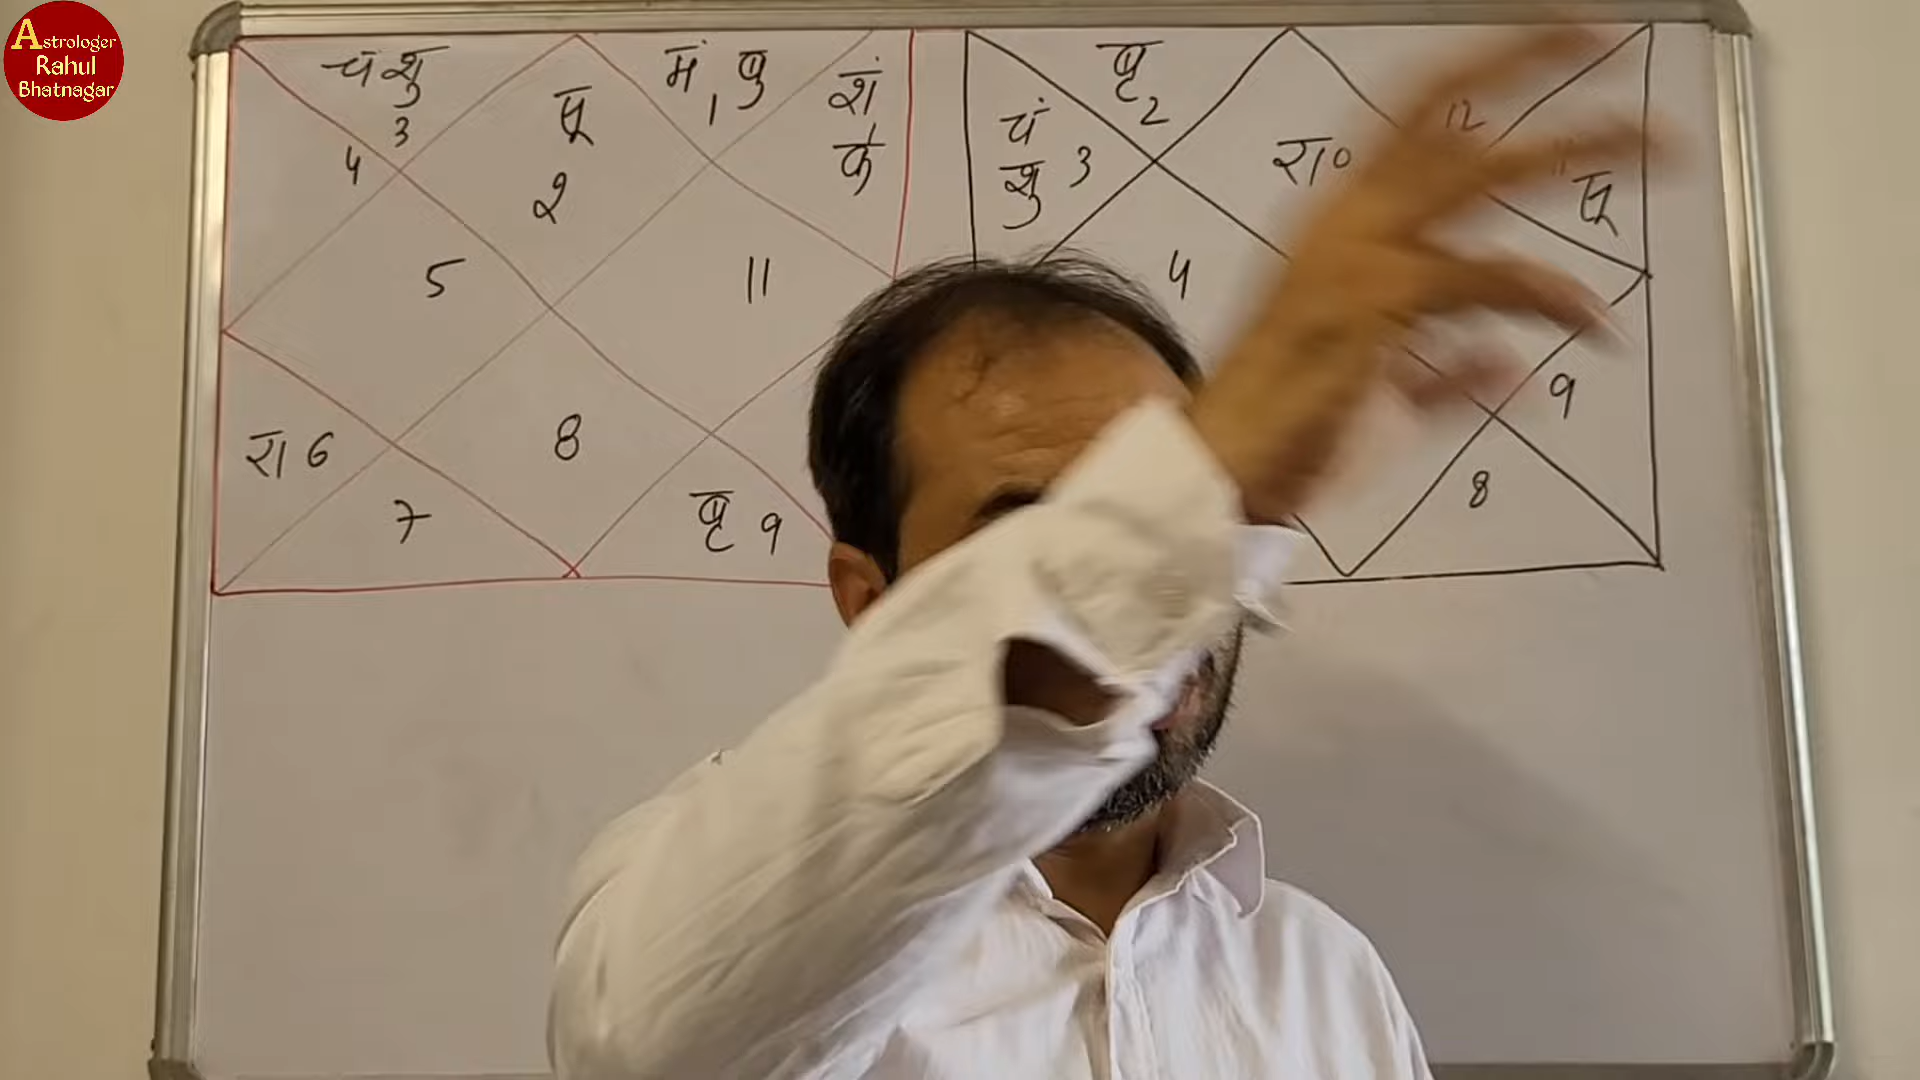 Astrologer
Rahul
Bhatnagar
चं शु
3
4
सू
2
मं 1 बु
शं
के
5
11
रा 6
7
8
बृ 9
बृ
2
चं
शु 3
रा
12
11
सू
4
9
8